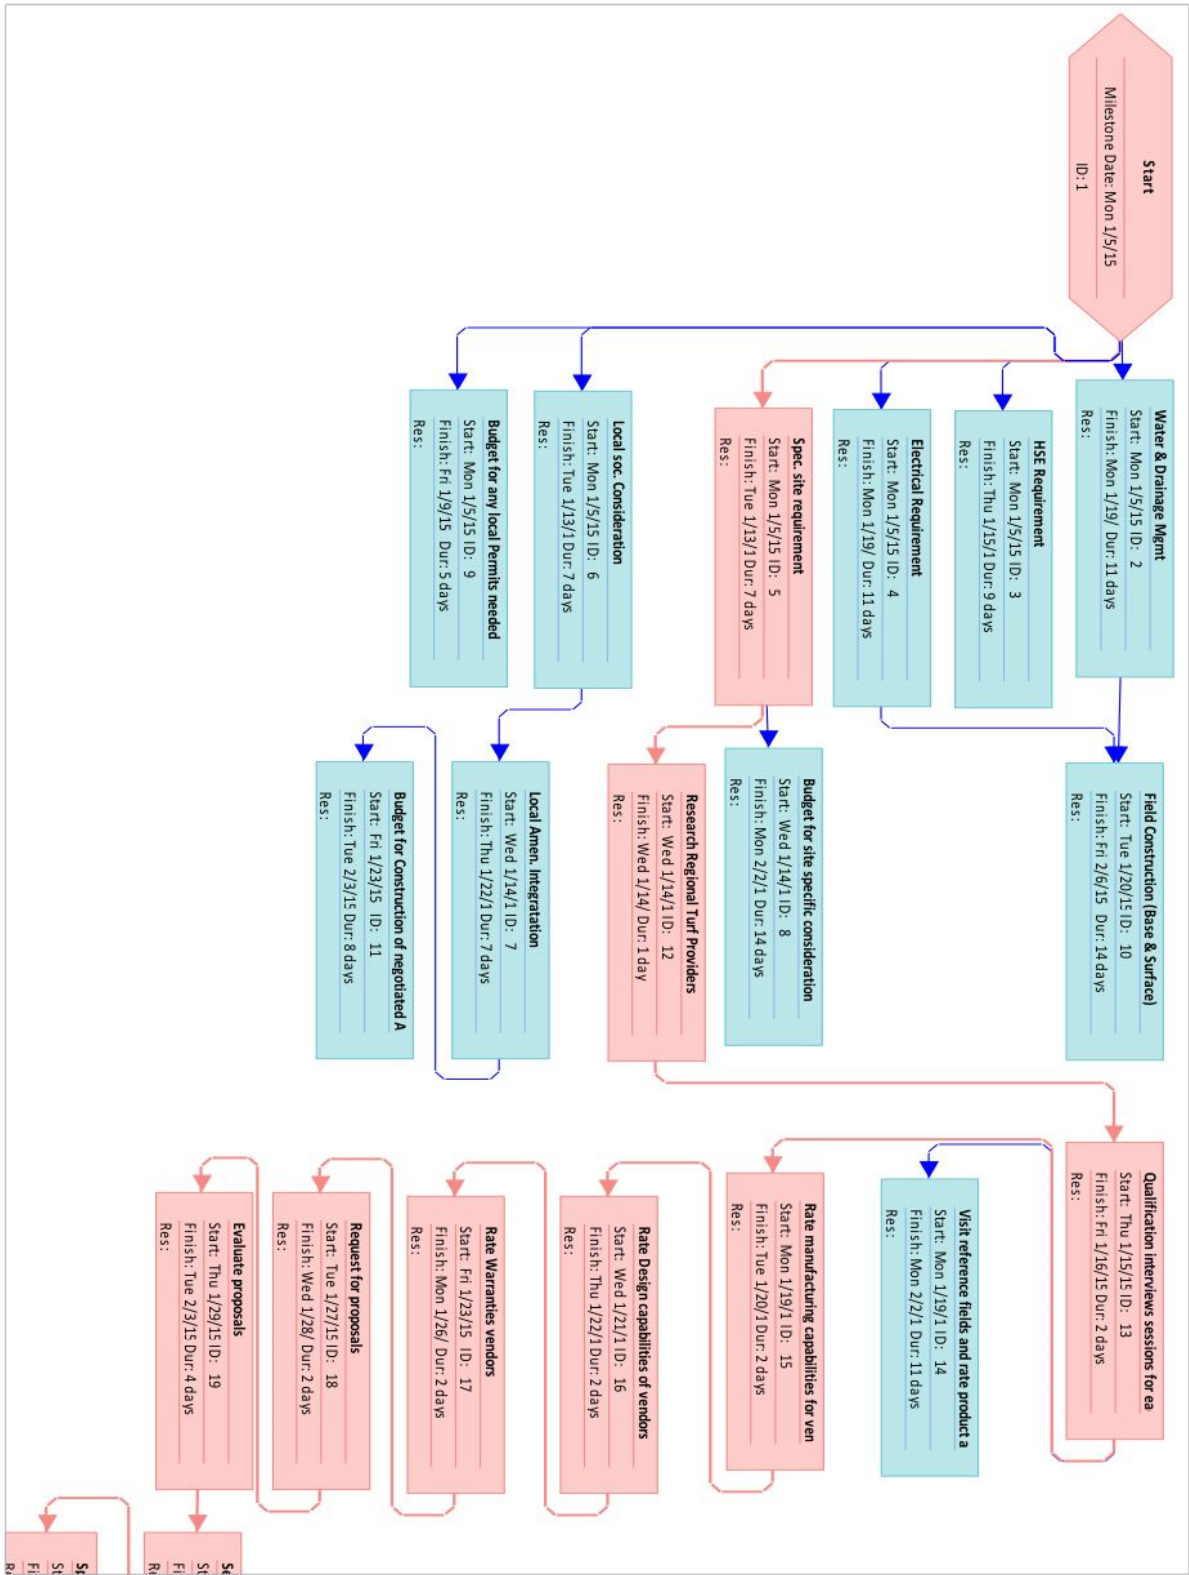 Start
Milestone Date: Mon 1/5/15
ID: 1
Water & Drainage Mgmt
Start: Mon 1/5/15 ID: 2
Finish: Mon 1/19/ Dur: 11 days
Res:
HSE Requirement
Start: Mon 1/5/15 ID: 3
Finish: Thu 1/15/1 Dur: 9 days
Res:
Electrical Requirement
Start: Mon 1/5/15 ID: 4
Finish: Mon 1/19/ Dur: 11 days
Res:
Spec. site requirement
Start: Mon 1/5/15 ID: 5
Finish: Tue 1/13/1 Dur: 7 days
Res:
Local soc. Consideration
Start: Mon 1/5/15 ID: 6
Finish: Tue 1/13/1 Dur: 7 days
Res:
Budget for any local Permits needed
Start: Mon 1/5/15 ID: 9
Finish: Fri 1/9/15 Dur: 5 days
Res:
Field Construction (Base & Surface)
Start: Tue 1/20/15 ID: 10
Finish: Fri 2/6/15 Dur: 14 days
Res:
Budget for site specific consideration
Start: Wed 1/14/1 ID: 8
Finish: Mon 2/2/1 Dur: 14 days
Res:
Research Regional Turf Providers
Start: Wed 1/14/1 ID: 12
Finish: Wed 1/14/ Dur: 1 day
Res:
Local Amen. Integratation
Start: Wed 1/14/1 ID: 7
Finish: Thu 1/22/1 Dur: 7 days
Res:
Budget for Construction of negotiated A
Start: Fri 1/23/15 ID: 11
Finish: Tue 2/3/15 Dur: 8 days
Res:
Qualification interviews sessions for ea
Start: Thu 1/15/15 ID: 13
Finish: Fri 1/16/15 Dur: 2 days
Res:
Visit reference fields and rate product a
Start: Mon 1/19/1 ID: 14
Finish: Mon 2/2/1 Dur: 11 days
Res:
Rate manufacturing capabilities for ven
Start: Mon 1/19/1 ID: 15
Finish: Tue 1/20/1 Dur: 2 days
Res:
Rate Design capabilities of vendors
Start: Wed 1/21/1 ID: 16
Finish: Thu 1/22/1 Dur: 2 days
Res:
Rate Warranties vendors
Start: Fri 1/23/15 ID: 17
Finish: Mon 1/26/ Dur: 2 days
Res:
Request for proposals
Start: Tue 1/27/15 ID: 18
Finish: Wed 1/28/ Dur: 2 days
Res:
Evaluate proposals
Start: Thu 1/29/15 ID: 19
Finish: Tue 2/3/15 Dur: 4 days
Res:
Se
St
Fi
Re
Sp
St
Fi